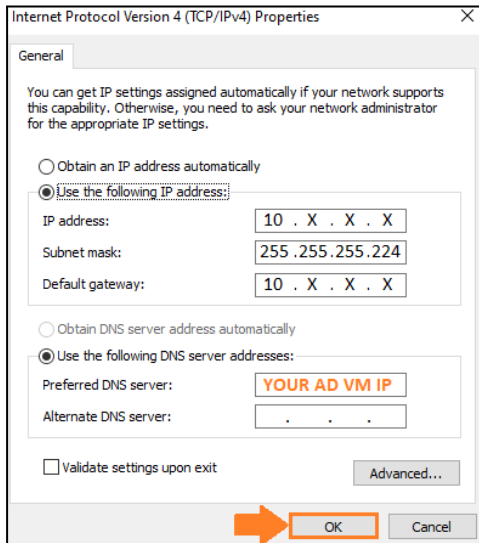 Internet Protocol Version 4 (TCP/IPv4) Properties
General
You can get IP settings assigned automatically if your network supports
this capability. Otherwise, you need to ask your network administrator
for the appropriate IP settings.
Obtain an IP address automatically
Use the following IP address:
IP address: 10 . X . X . X
Subnet mask: 255 .255.255.224
Default gateway: 10 . X . X . X
Obtain DNS server address automatically
Use the following DNS server addresses:
Preferred DNS server: YOUR AD VM IP
Alternate DNS server: . . .
Validate settings upon exit
Advanced...
OK Cancel